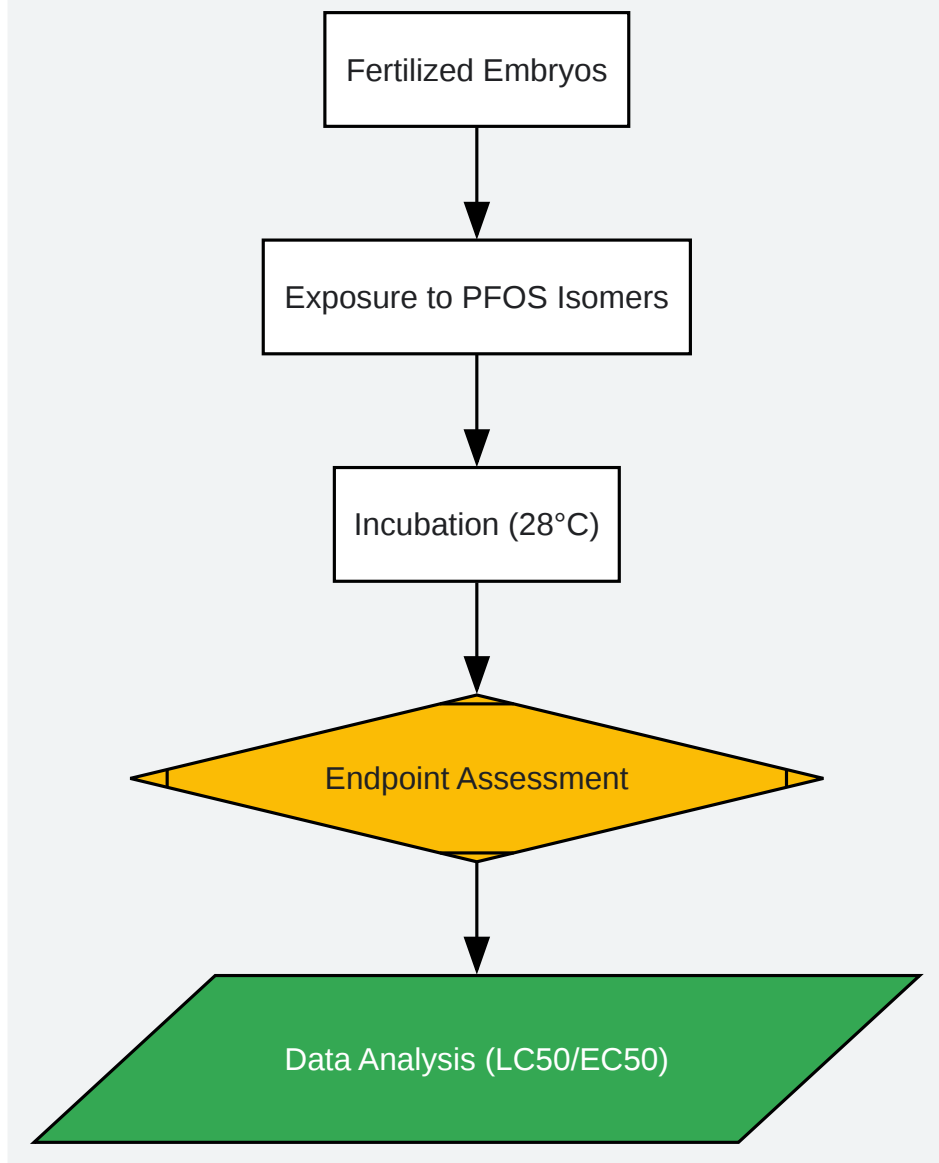 Fertilized Embryos
Exposure to PFOS Isomers
Incubation (28°C)
Endpoint Assessment
Data Analysis (LC50/EC50)